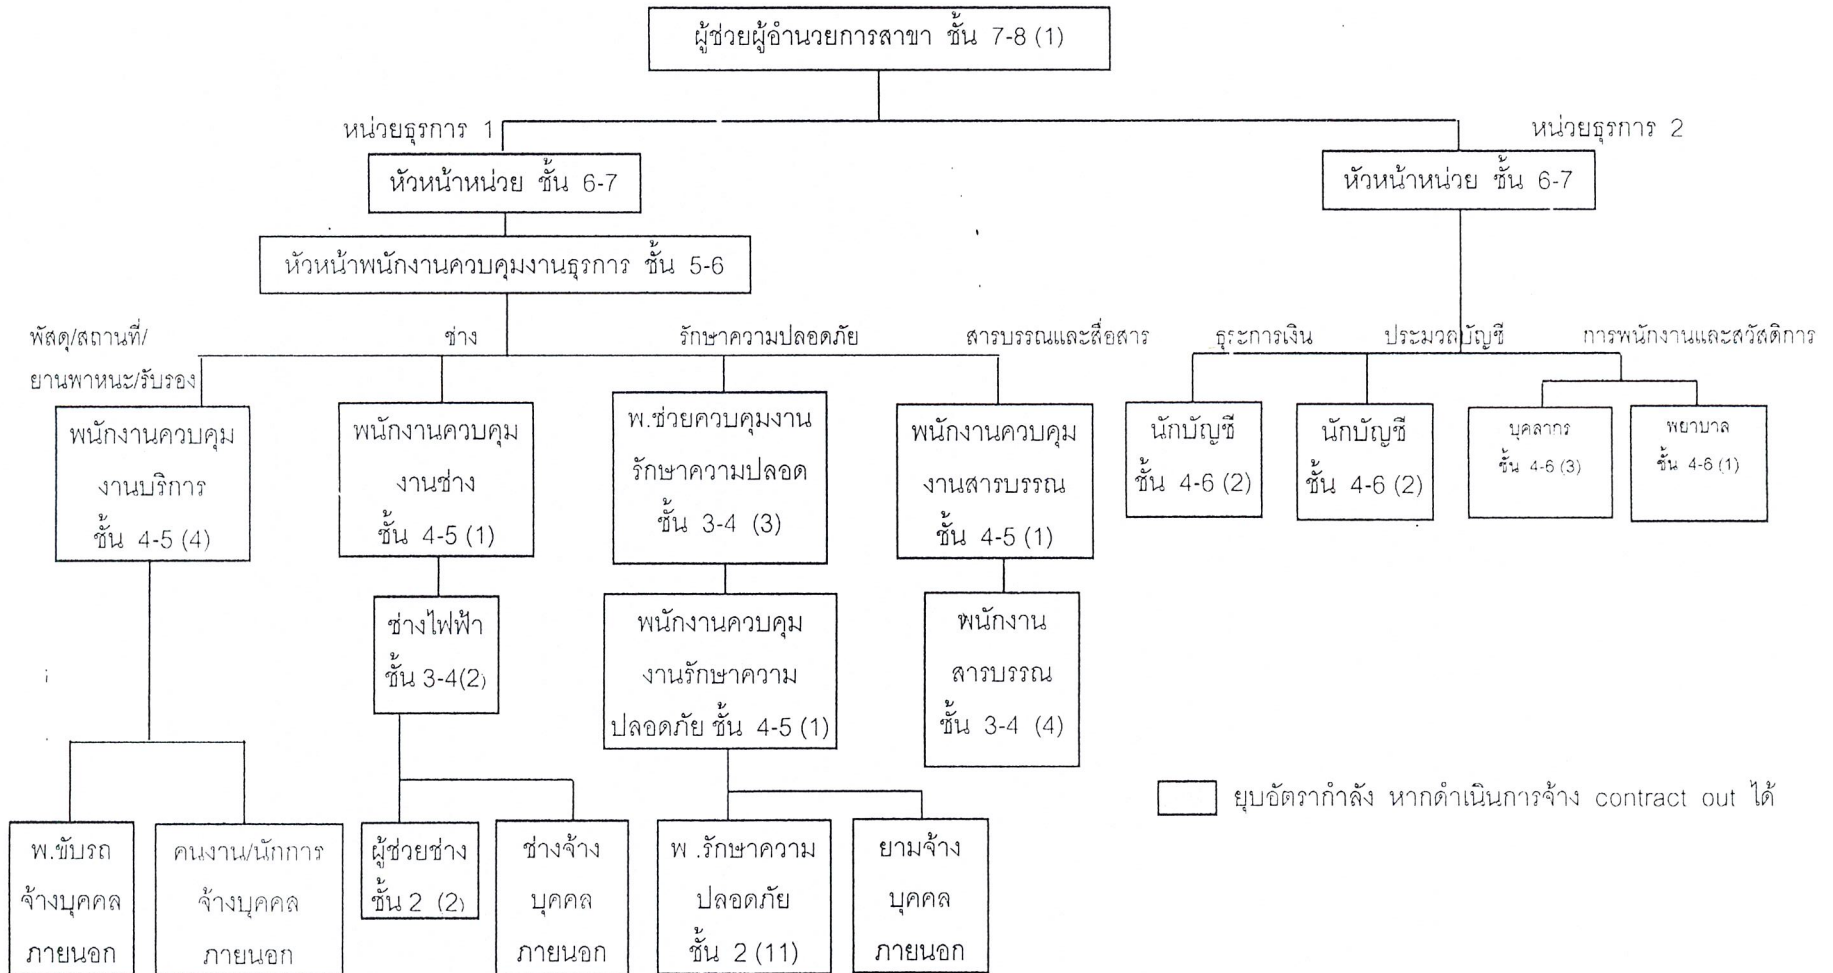 ผู้ช่วยผู้อำนวยการสาขา ชั้น 7-8 (1)
หน่วยธุรการ 1
หน่วยธุรการ 2
หัวหน้าหน่วย ชั้น 6-7
หัวหน้าหน่วย ชั้น 6-7
หัวหน้าพนักงานควบคุมงานธุรการ ชั้น 5-6
พัสดุ/สถานที่/
ยานพาหนะ/รับรอง
ช่าง
รักษาความปลอดภัย
สารบรรณและสื่อสาร
ธุระการเงิน
ประมวลบัญชี
การพนักงานและสวัสดิการ
พนักงานควบคุม
งานบริการ
ชั้น 4-5 (4)
พนักงานควบคุม
งานช่าง
ชั้น 4-5 (1)
พ.ช่วยควบคุมงาน
รักษาความปลอด
ชั้น 3-4 (3)
พนักงานควบคุม
งานสารบรรณ
ชั้น 4-5 (1)
นักบัญชี
ชั้น 4-6 (2)
นักบัญชี
ชั้น 4-6 (2)
บุคลากร
ชั้น 4-6 (3)
พยาบาล
ชั้น 4-6 (1)
ช่างไฟฟ้า
ชั้น 3-4(2)
พนักงานควบคุม
งานรักษาความ
ปลอดภัย ชั้น 4-5 (1)
พนักงาน
สารบรรณ
ชั้น 3-4 (4)
ยุบอัตรากำลัง หากดำเนินการจ้าง contract out ได้
พ.ขับรถ
จ้างบุคคล
ภายนอก
คนงาน/นักการ
จ้างบุคคล
ภายนอก
ผู้ช่วยช่าง
ชั้น 2 (2)
ช่างจ้าง
บุคคล
ภายนอก
พ .รักษาความ
ปลอดภัย
ชั้น 2 (11)
ยามจ้าง
บุคคล
ภายนอก